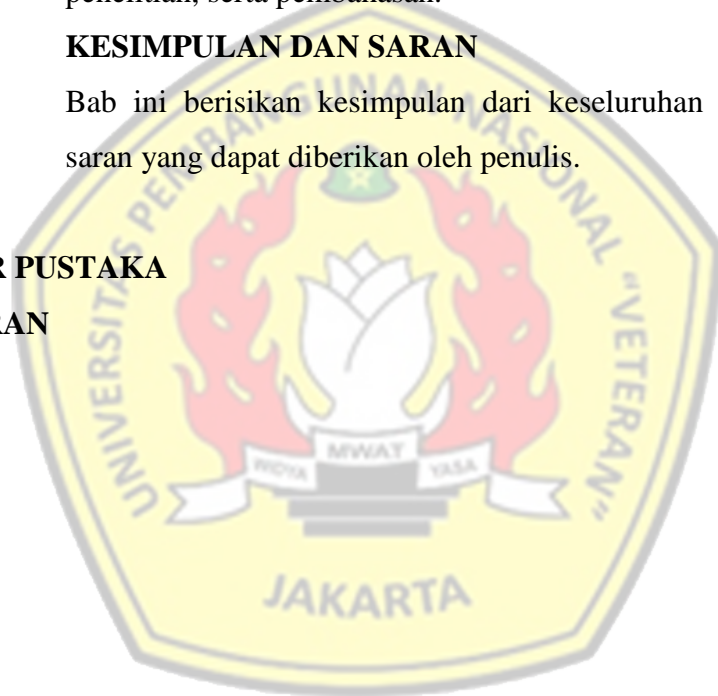 penelitian, serta pembahasan.
KESIMPULAN DAN SARAN
Bab ini berisikan kesimpulan dari keseluruhan
saran yang dapat diberikan oleh penulis.
R PUSTAKA
RAN
UNIVERSITAS PEMBANGUNAN NASIONAL "VETERAN"
WIDYA MWAT YASA
JAKARTA